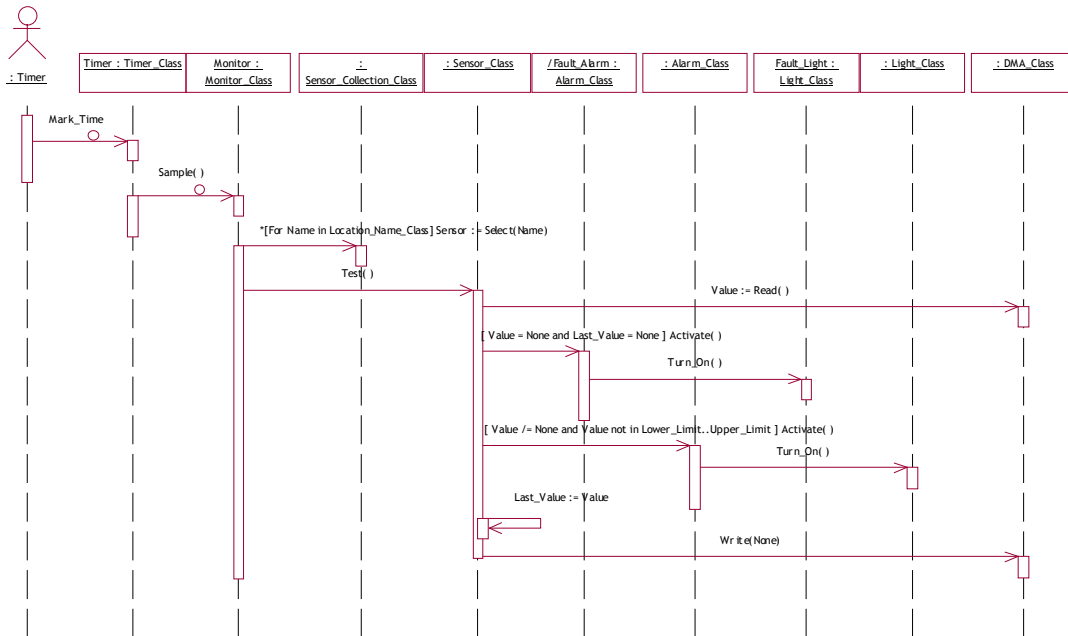 : Timer
Timer : Timer_Class
Monitor :
Monitor_Class
:
Sensor_Collection_Class
: Sensor_Class
/Fault_Alarm :
Alarm_Class
: Alarm_Class
Fault_Light :
Light_Class
: Light_Class
: DMA_Class
Mark_Time
Sample( )
*[For Name in Location_Name_Class] Sensor := Select(Name)
Test( )
Value := Read( )
[ Value = None and Last_Value = None ] Activate( )
Turn_On( )
[ Value /= None and Value not in Lower_Limit..Upper_Limit ] Activate( )
Turn_On( )
Last_Value := Value
Write(None)